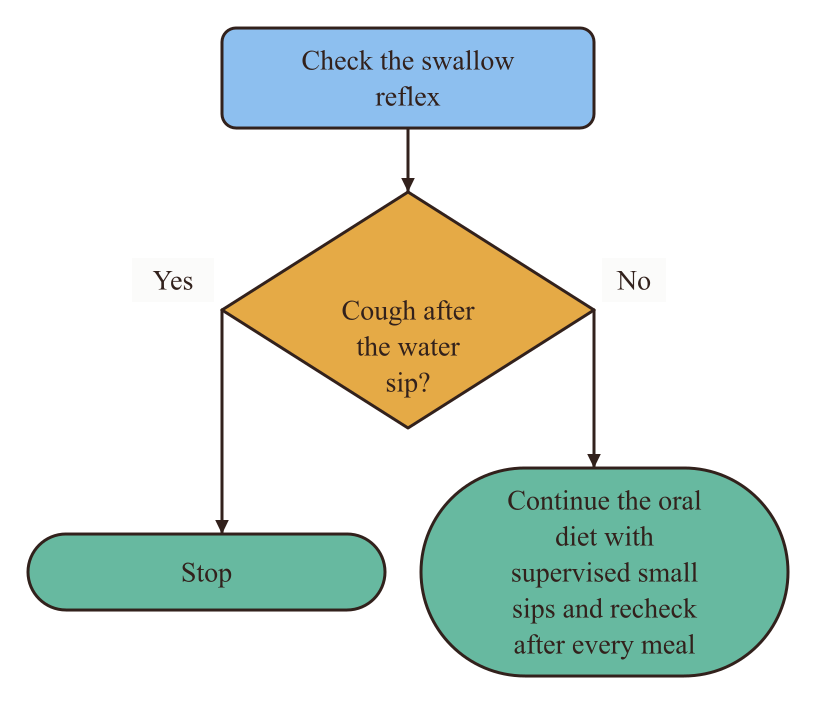 Check the swallow
reflex
Yes
No
Cough after
the water
sip?
Stop
Continue the oral
diet with
supervised small
sips and recheck
after every meal